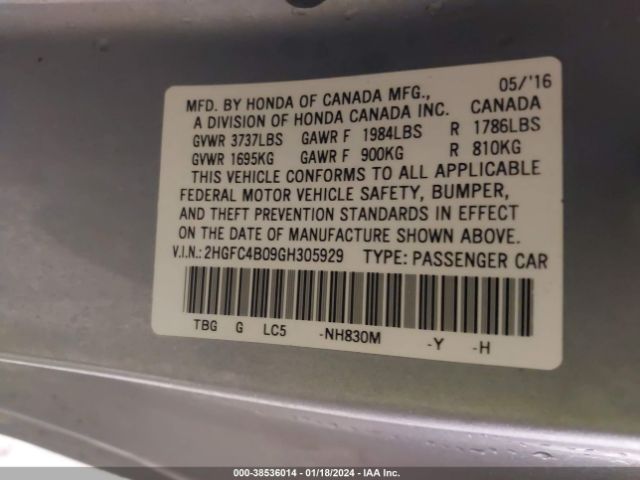 05/'16
MFD. BY HONDA OF CANADA MFG.,
A DIVISION OF HONDA CANADA INC. CANADA
GVWR 3737LBS GAWR F 1984LBS R 1786LBS
GVWR 1695KG GAWR F 900KG R 810KG
THIS VEHICLE CONFORMS TO ALL APPLICABLE
FEDERAL MOTOR VEHICLE SAFETY, BUMPER,
AND THEFT PREVENTION STANDARDS IN EFFECT
ON THE DATE OF MANUFACTURE SHOWN ABOVE.
V.I.N.: 2HGFC4B09GH305929 TYPE: PASSENGER CAR
TBG G LC5 -NH830M -Y -H
000-38536014 - 01/18/2024 - IAA Inc.